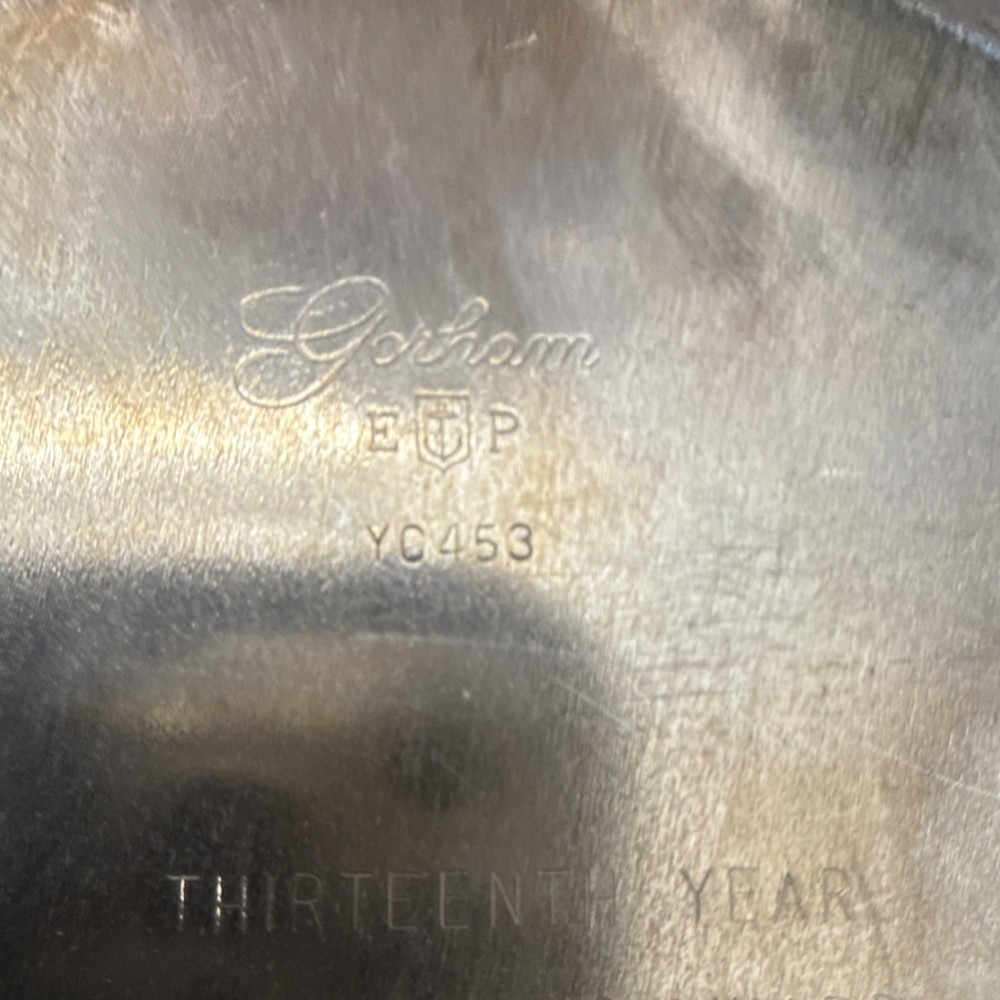 Gorham
E P
YC453
THIRTEENTH YEAR